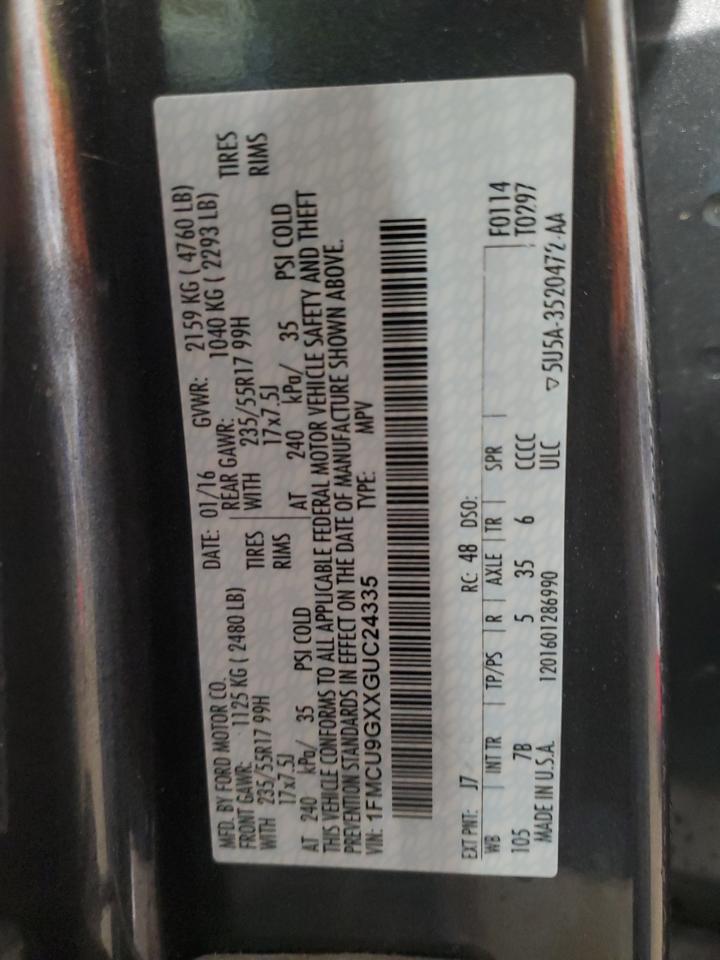 MFD. BY FORD MOTOR CO.
DATE: 01/16 GVWR: 2159 KG ( 4760 LB)
FRONT GAWR: 1125 KG ( 2480 LB)
REAR GAWR: 1040 KG ( 2293 LB)
WITH 235/55R17 99H TIRES WITH 235/55R17 99H TIRES
17x7.5J RIMS 17x7.5J RIMS
AT 240 kPa/ 35 PSI COLD AT 240 kPa/ 35 PSI COLD
THIS VEHICLE CONFORMS TO ALL APPLICABLE FEDERAL MOTOR VEHICLE SAFETY AND THEFT
PREVENTION STANDARDS IN EFFECT ON THE DATE OF MANUFACTURE SHOWN ABOVE.
VIN: 1FMCU9GXXGUC24335 TYPE: MPV
EXT PNT: J7 RC: 48 DSO:
WB INT TR TP/PS R AXLE TR SPR F0114
105 7B 5 35 6 CCCC T0297
MADE IN U.S.A. 1201601286990 ULC ▽5U5A-3520472-AA